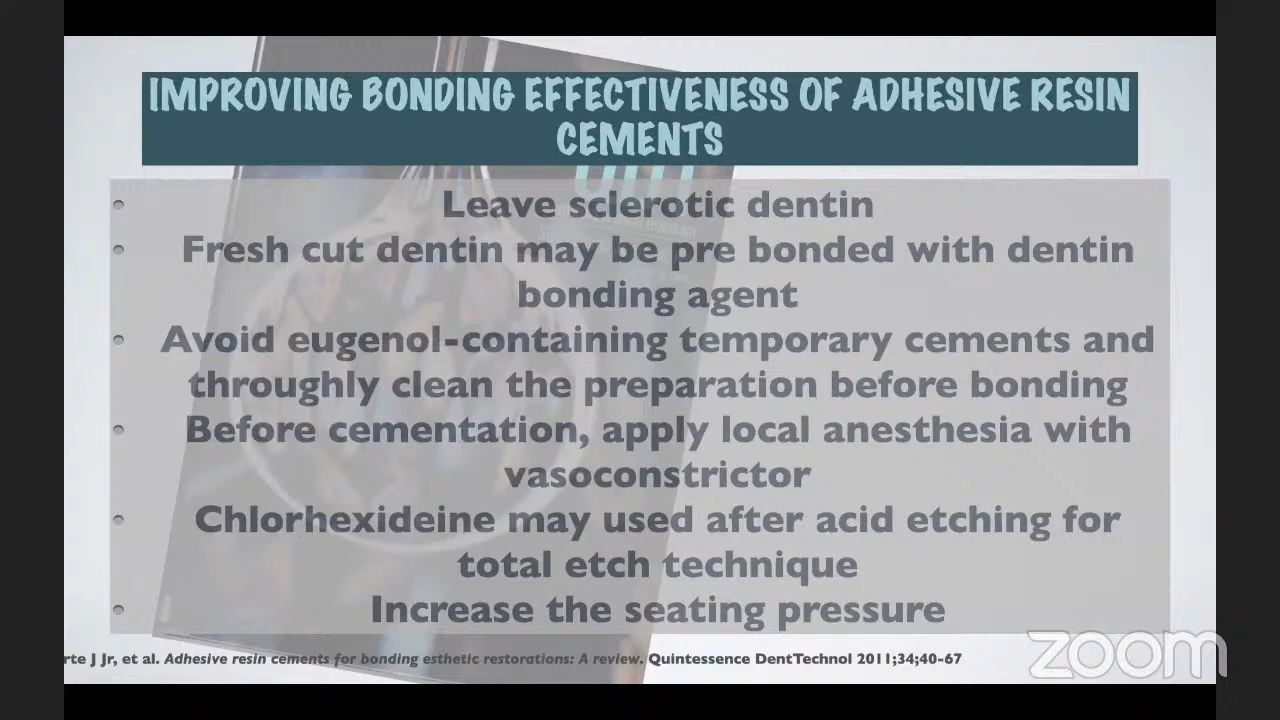 IMPROVING BONDING EFFECTIVENESS OF ADHESIVE RESIN
CEMENTS
• Leave sclerotic dentin
• Fresh cut dentin may be pre bonded with dentin
bonding agent
• Avoid eugenol-containing temporary cements and
throughly clean the preparation before bonding
• Before cementation, apply local anesthesia with
vasoconstrictor
• Chlorhexideine may used after acid etching for
total etch technique
• Increase the seating pressure
rte J Jr, et al. Adhesive resin cements for bonding esthetic restorations: A review. Quintessence DentTechnol 2011;34;40-67
zoom